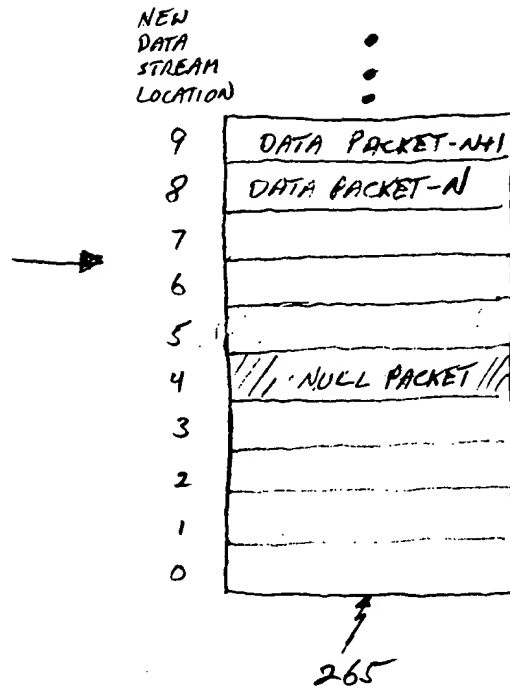 NEW
DATA
STREAM
LOCATION
9 DATA PACKET-N+1
8 DATA PACKET-N
7
6
5
4 NULL PACKET
3
2
1
0
265